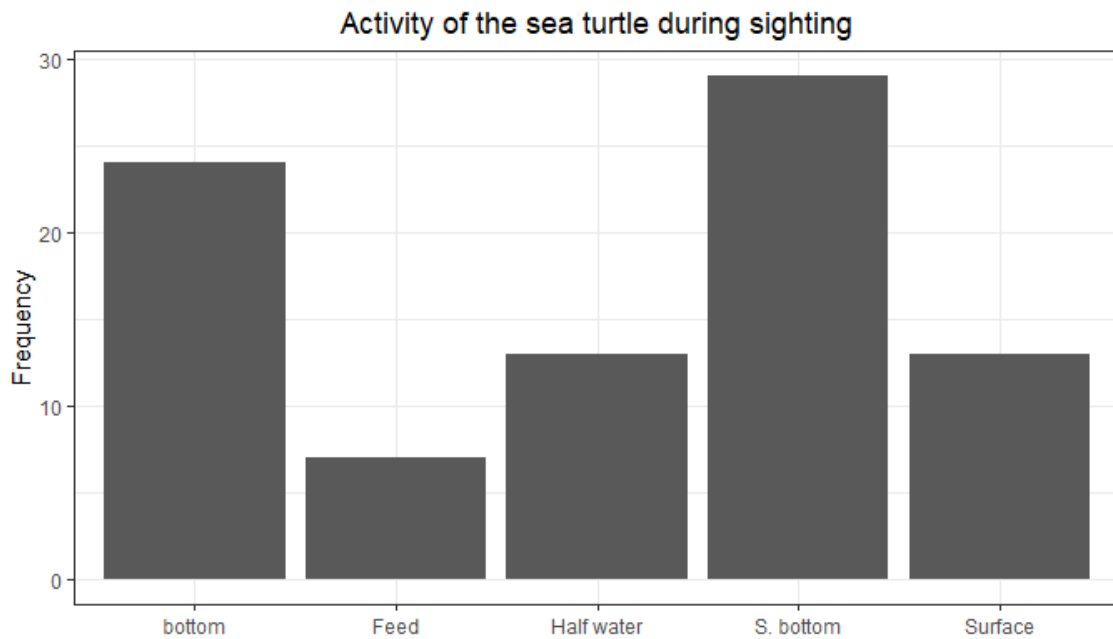 Activity of the sea turtle during sighting
Frequency
30
20
10
0
bottom Feed Half water S. bottom Surface